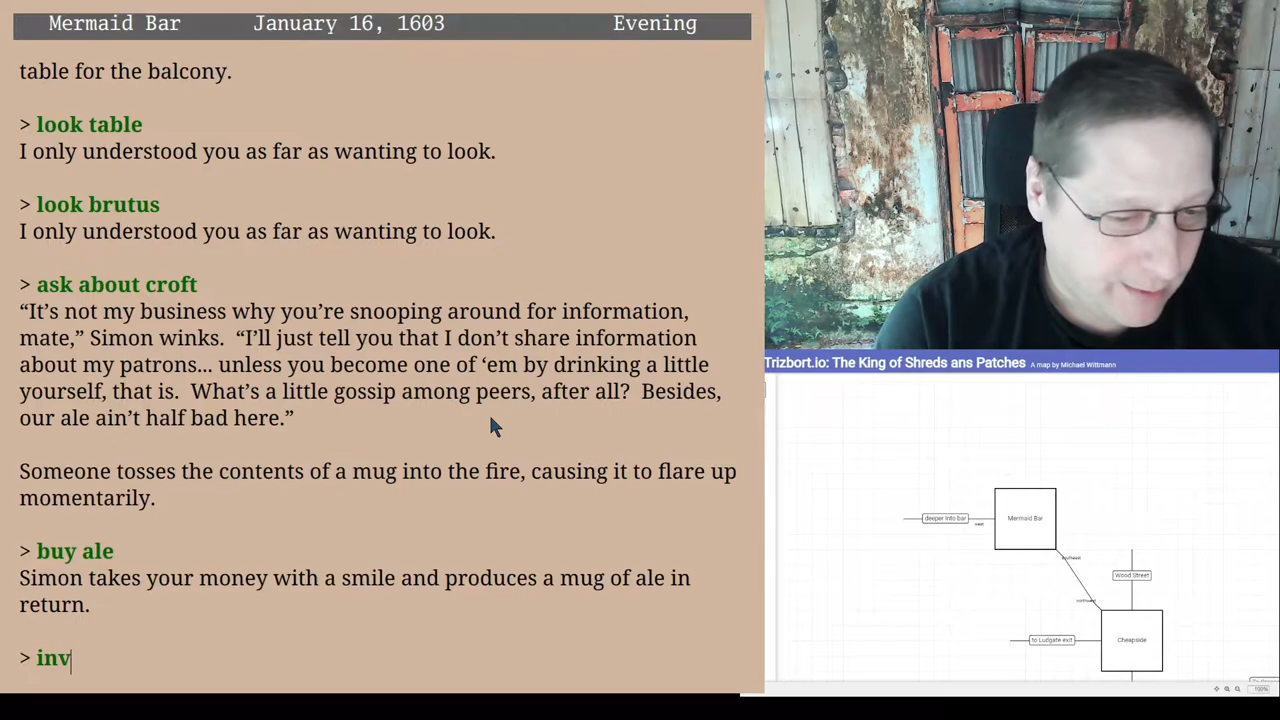 Mermaid Bar January 16, 1603 Evening
table for the balcony.
> look table
I only understood you as far as wanting to look.
> look brutus
I only understood you as far as wanting to look.
> ask about croft
“It’s not my business why you’re snooping around for information,
mate,” Simon winks.  “I’ll just tell you that I don’t share information
about my patrons... unless you become one of ‘em by drinking a little
yourself, that is.  What’s a little gossip among peers, after all?  Besides,
our ale ain’t half bad here.”
Someone tosses the contents of a mug into the fire, causing it to flare up
momentarily.
> buy ale
Simon takes your money with a smile and produces a mug of ale in
return.
> inv
Trizbort.io: The King of Shreds ans Patches A map by Michael Wittmann
deeper into bar
west
Mermaid Bar
Wood Street
northwest
to Ludgate exit
Cheapside
100%